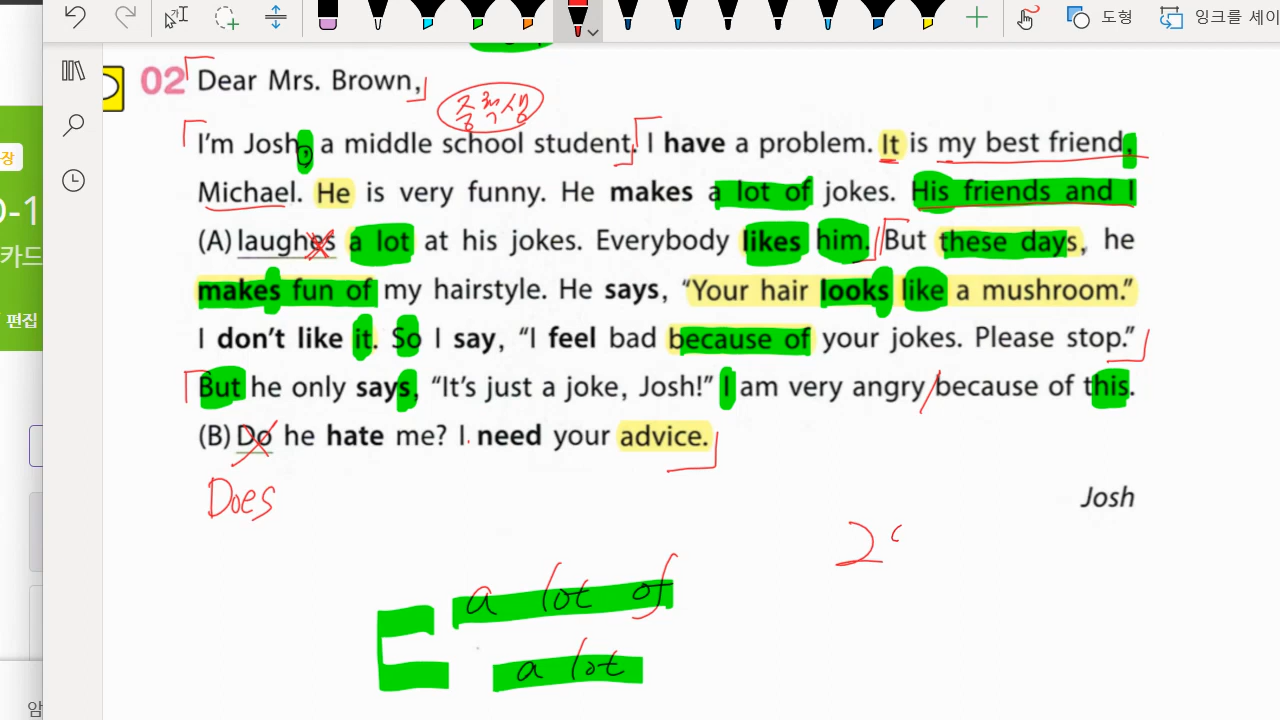 도형
잉크를 셰이
02 Dear Mrs. Brown,
중학생
I'm Josh, a middle school student. I have a problem. It is my best friend,
Michael. He is very funny. He makes a lot of jokes. His friends and I
(A) laughes a lot at his jokes. Everybody likes him. But these days, he
makes fun of my hairstyle. He says, “Your hair looks like a mushroom.”
I don't like it. So I say, “I feel bad because of your jokes. Please stop.”
But he only says, “It's just a joke, Josh!” I am very angry because of this.
(B) Do he hate me? I need your advice.
Does
Josh
a lot of
a lot
장
0-1
카드
편집
암